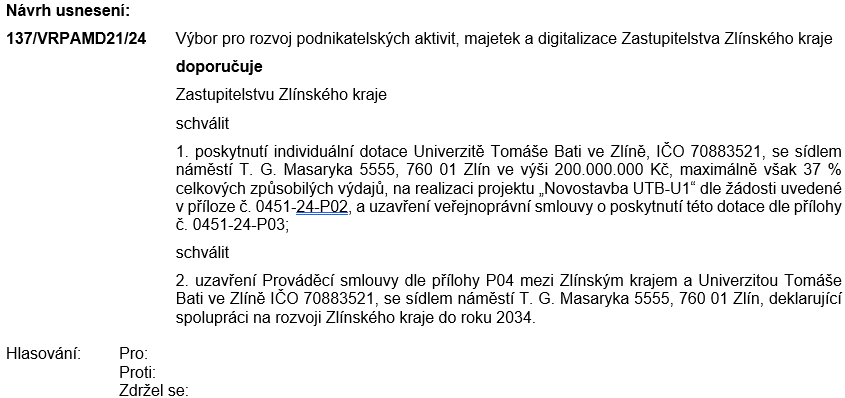 Návrh usnesení:
137/VRPAMD21/24 Výbor pro rozvoj podnikatelských aktivit, majetek a digitalizace Zastupitelstva Zlínského kraje
doporučuje
Zastupitelstvu Zlínského kraje
schválit
1. poskytnutí individuální dotace Univerzitě Tomáše Bati ve Zlíně, IČO 70883521, se sídlem
náměstí T. G. Masaryka 5555, 760 01 Zlín ve výši 200.000.000 Kč, maximálně však 37 %
celkových způsobilých výdajů, na realizaci projektu „Novostavba UTB-U1“ dle žádosti uvedené
v příloze č. 0451-24-P02, a uzavření veřejnoprávní smlouvy o poskytnutí této dotace dle přílohy
č. 0451-24-P03;
schválit
2. uzavření Prováděcí smlouvy dle přílohy P04 mezi Zlínským krajem a Univerzitou Tomáše
Bati ve Zlíně IČO 70883521, se sídlem náměstí T. G. Masaryka 5555, 760 01 Zlín, deklarující
spolupráci na rozvoji Zlínského kraje do roku 2034.
Hlasování: Pro:
Proti:
Zdržel se: